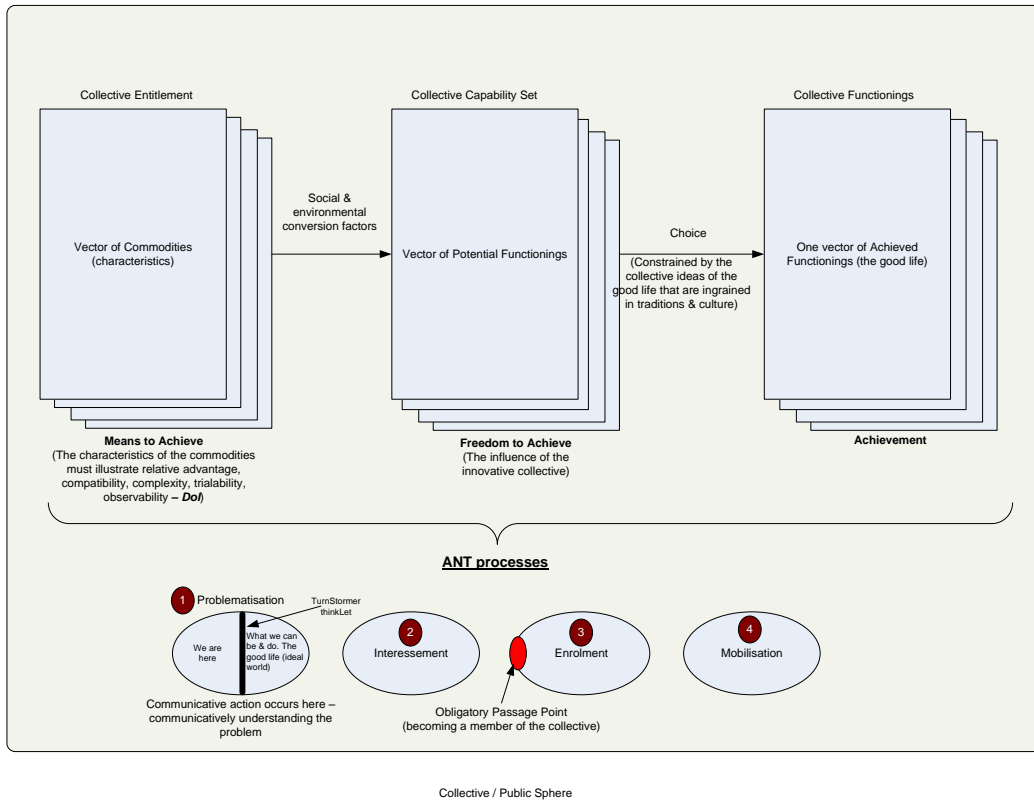 Collective Entitlement
Collective Capability Set
Collective Functionings
Vector of Commodities
(characteristics)
Social &
environmental
conversion factors
Vector of Potential Functionings
Choice
(Constrained by the
collective ideas of the
good life that are ingrained
in traditions & culture)
One vector of Achieved
Functionings (the good life)
Means to Achieve
(The characteristics of the commodities
must illustrate relative advantage,
compatibility, complexity, trialability,
observability – DoI)
Freedom to Achieve
(The influence of the
innovative collective)
Achievement
ANT processes
1 Problematisation
TurnStormer
thinkLet
We are
here
What we can
be & do. The
good life (ideal
world)
Communicative action occurs here –
communicatively understanding the
problem
2
Interessement
3
Enrolment
Obligatory Passage Point
(becoming a member of the collective)
4
Mobilisation
Collective / Public Sphere